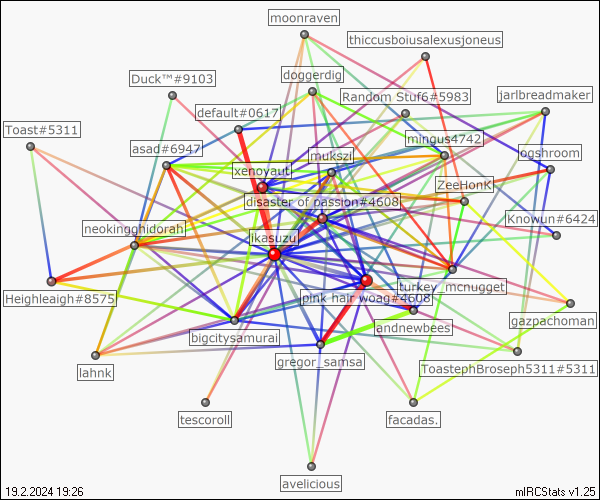 moonraven
thiccusboiusalexusjoneus
Duck™#9103
doggerdig
Random Stuf6#5983
jarlbreadmaker
default#0617
Toast#5311
asad#6947
mingus4742
mukszi
joshroom
xenoyaut
ZeeHonK
disaster of passion#4608
Knowun#6424
neokingghidorah
ikasuzu
turkey_mcnugget
Heighleaigh#8575
pink hair woag#4608
gazpachoman
andnewbees
bigcitysamurai
gregor_samsa
ToastephBroseph5311#5311
lahnk
tescoroll
facadas.
avelicious
19.2.2024 19:26
mIRCStats v1.25